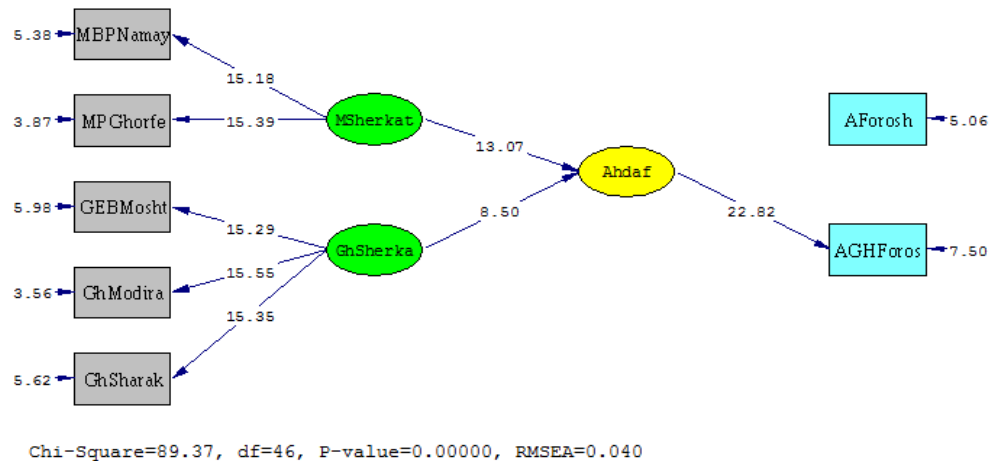 5.38 MBPNamay
15.18
3.87 MPGhorfe
15.39
MSherkat
AForosh 5.06
13.07
Ahdaf
5.98 GEBMosht
8.50
22.82
15.29
GhSherka
AGHForos 7.50
15.55
3.56 GhModira
15.35
5.62 GhSharak
Chi-Square=89.37, df=46, P-value=0.00000, RMSEA=0.040